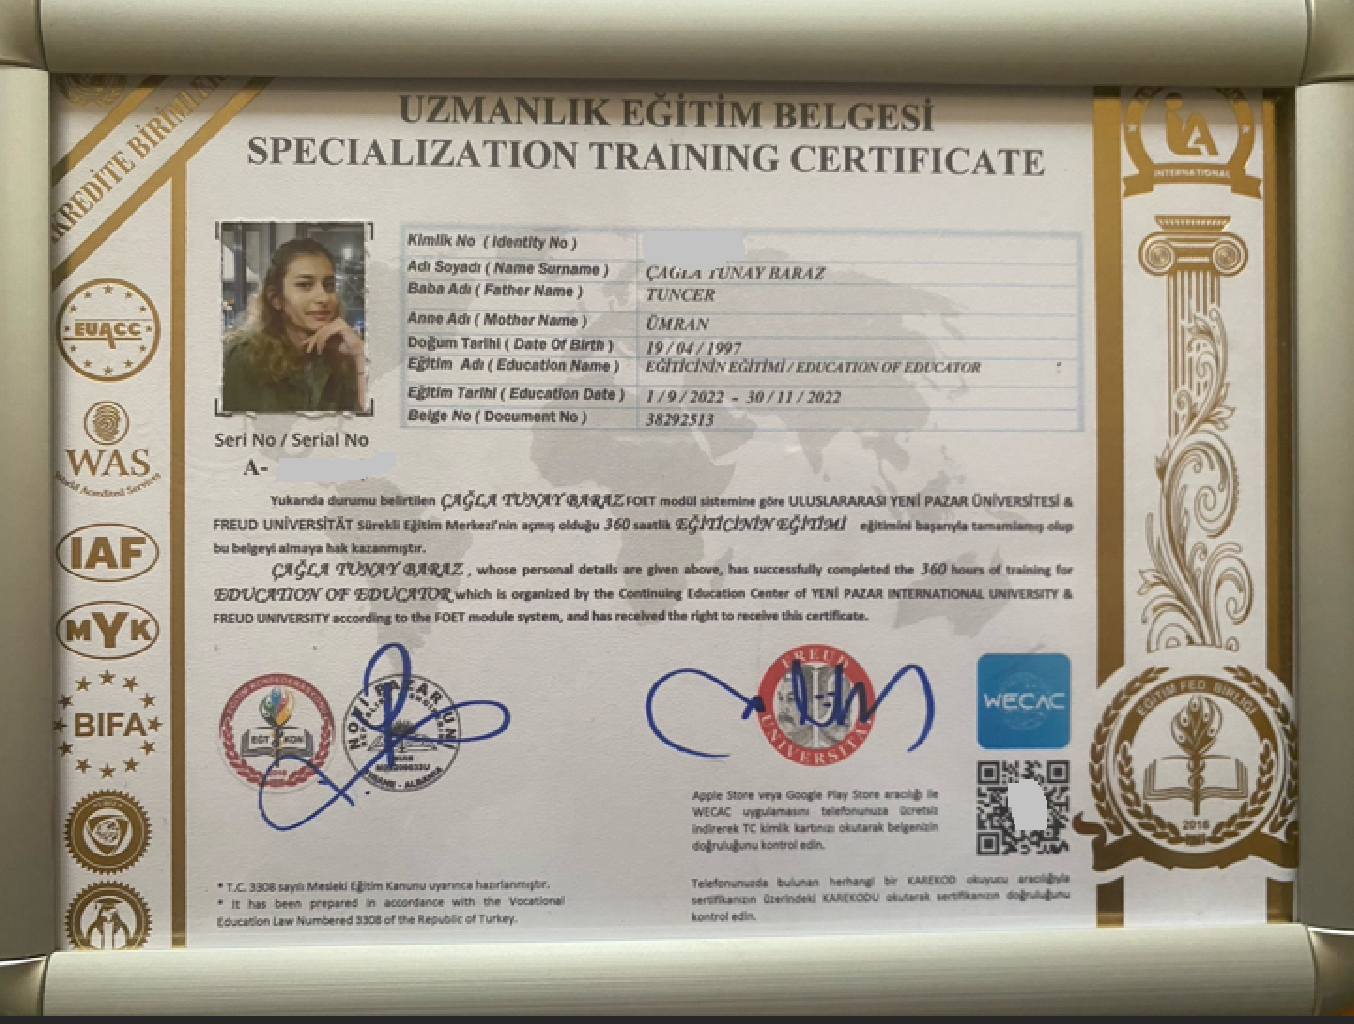 UZMANLIK EĞİTİM BELGESİ
SPECIALIZATION TRAINING CERTIFICATE
KREDİTE BİRİMLER
INTERNATIONAL
Kimlik No ( Identity No )
Adı Soyadı ( Name Surname ) ÇAĞLA TUNAY BARAZ
Baba Adı ( Father Name ) TUNCER
Anne Adı ( Mother Name ) ÜMRAN
Doğum Tarihi ( Date Of Birth ) 19 / 04 / 1997
Eğitim Adı ( Education Name ) EĞİTİCİNİN EĞİTİMİ / EDUCATION OF EDUCATOR
Eğitim Tarihi ( Education Date ) 1 / 9 / 2022 - 30 / 11 / 2022
Belge No ( Document No ) 38292513
Seri No / Serial No
A-
Yukarıda durumu belirtilen ÇAĞLA TUNAY BARAZ FOET modül sistemine göre ULUSLARARASI YENİ PAZAR ÜNİVERSİTESİ &
FREUD UNİVERSİTÄT Sürekli Eğitim Merkezi'nin açmış olduğu 360 saatlik EĞİTİCİNİN EĞİTİMİ eğitimini başarıyla tamamlamış olup
bu belgeyi almaya hak kazanmıştır.
ÇAĞLA TUNAY BARAZ , whose personal details are given above, has successfully completed the 360 hours of training for
EDUCATION OF EDUCATOR which is organized by the Continuing Education Center of YENİ PAZAR INTERNATIONAL UNIVERSITY &
FREUD UNIVERSITY according to the FOET module system, and has received the right to receive this certificate.
EUACC
WAS
World Acredited Services
IAF
MYK
BIFA
EĞT KON
TIRANE - ALBANIA
FREUD
UNIVERSITÄT
WECAC
Apple Store veya Google Play Store aracılığı ile
WECAC uygulamasını telefonunuza ücretsiz
indirerek TC kimlik kartınızı okutarak belgenizin
doğruluğunu kontrol edin.
Telefonunuzda bulunan herhangi bir KAREKOD okuyucu aracılığıyla
sertifikanızın üzerindeki KAREKODU okutarak sertifikanızın doğruluğunu
kontrol edin.
* T.C. 3308 sayılı Mesleki Eğitim Kanunu uyarınca hazırlanmıştır.
* It has been prepared in accordance with the Vocational
Education Law Numbered 3308 of the Republic of Turkey.
EĞİTİM FED BİRLİĞİ
2016